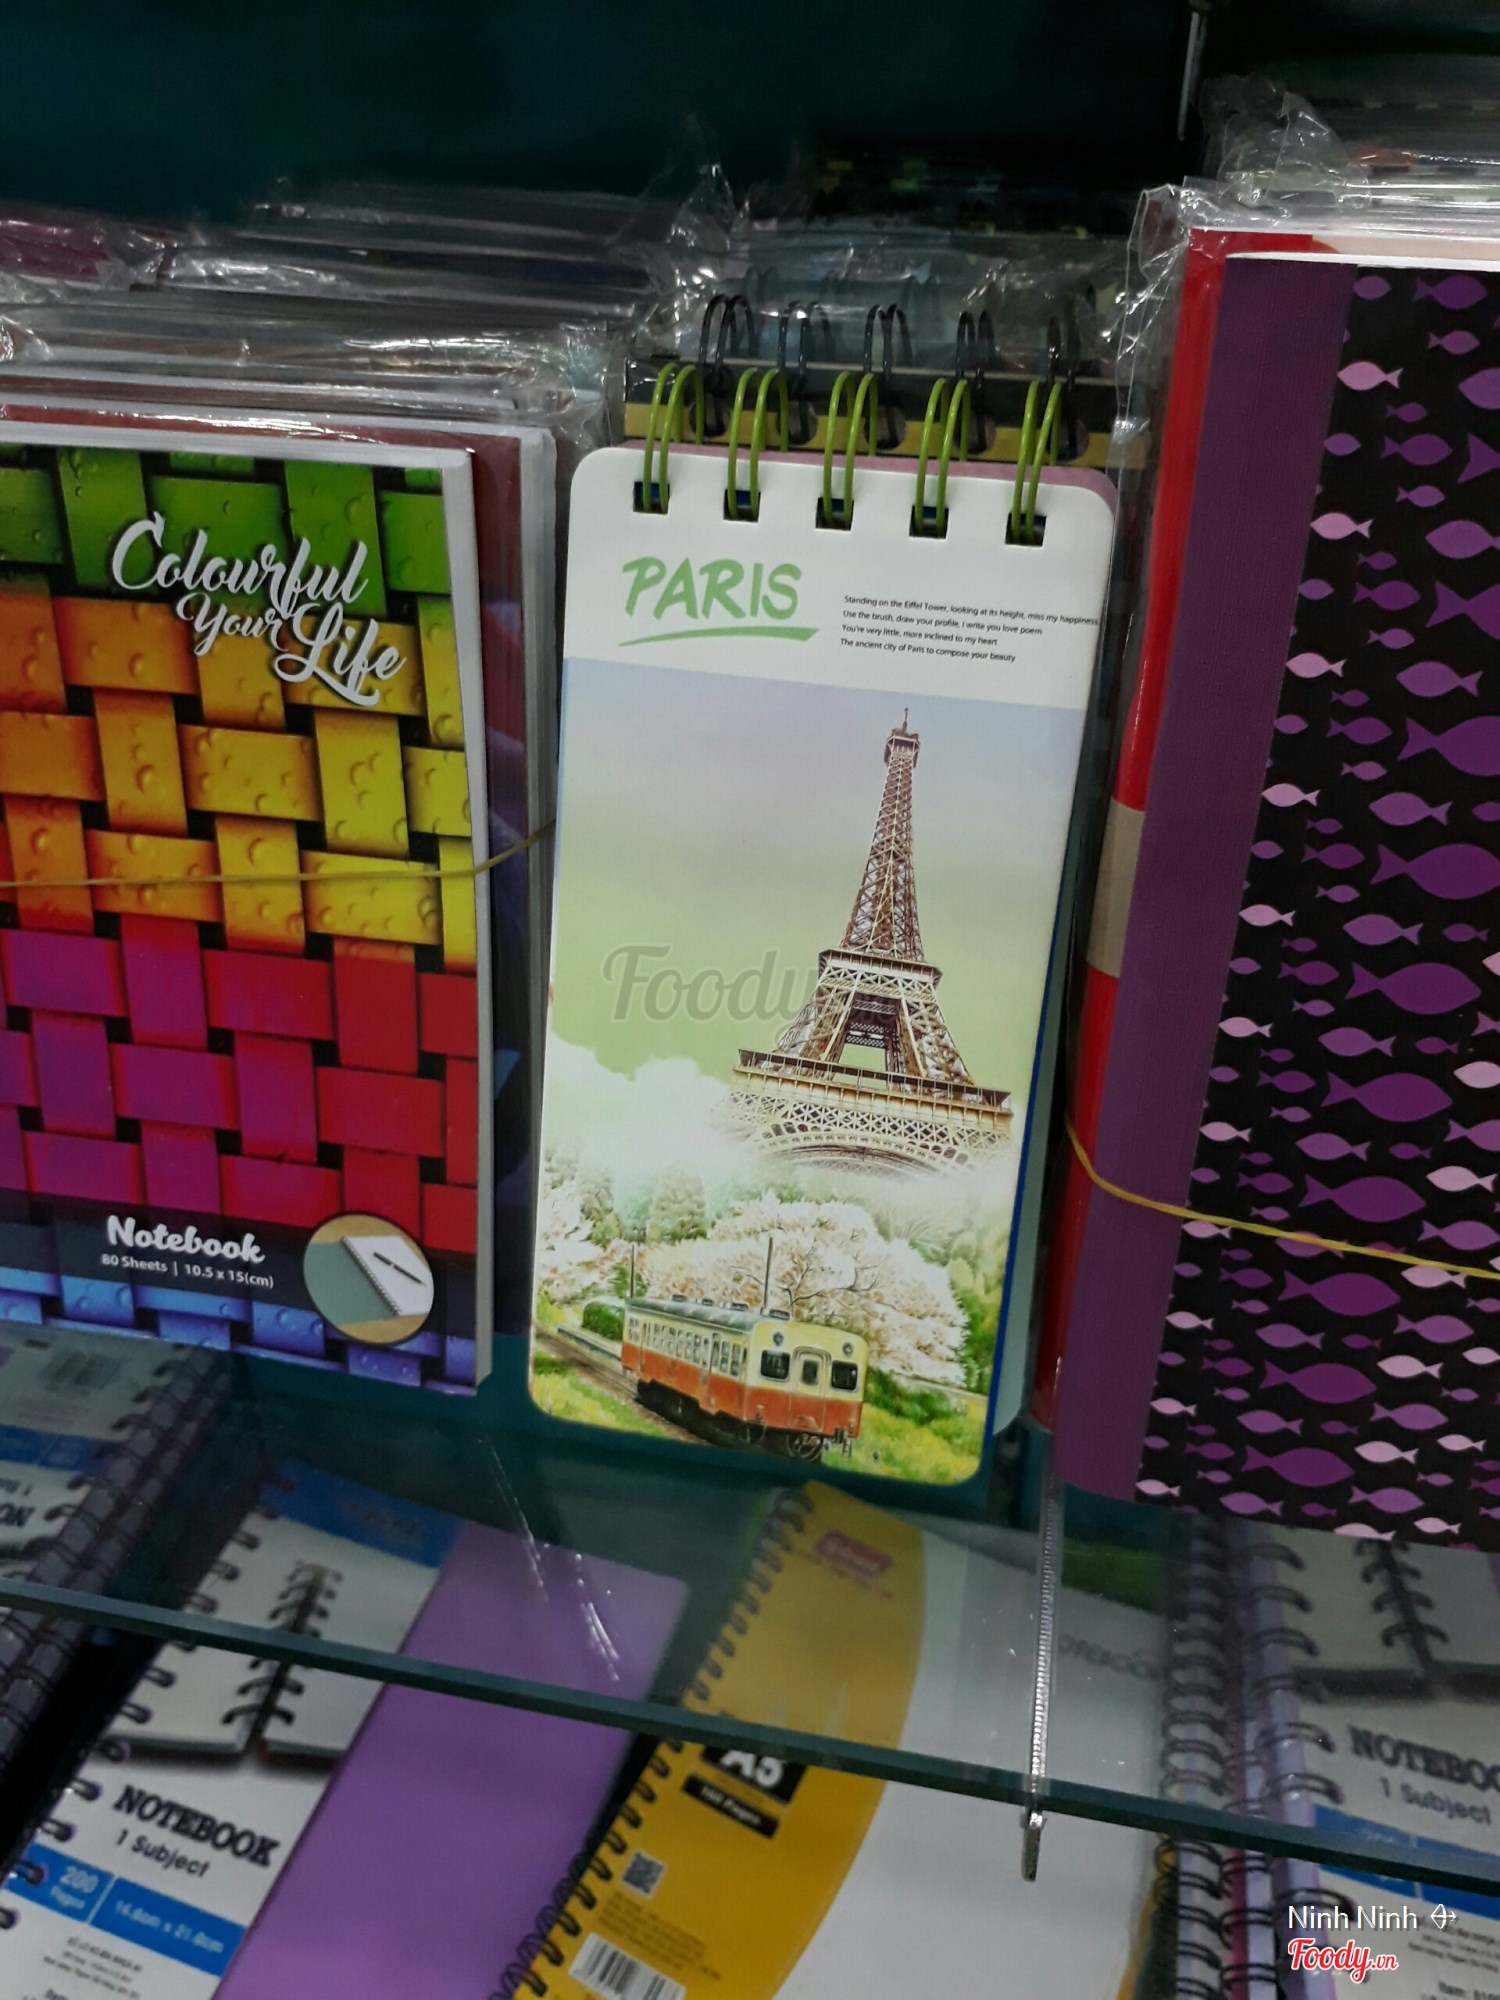 Colourful
Your Life
Notebook
80 Sheets | 10.5 x 15(cm)
PARIS
Standing on the Eiffel Tower, looking at its height, miss my happiness
Use the brush, draw your profile, I write you love poem
You're very little, more inclined to my heart
The ancient city of Paris to compose your beauty
Foody
NOTEBOOK
1 Subject
200
Pages
A5
NOTEBOO
1 Subject
Ninh Ninh
Foody.vn